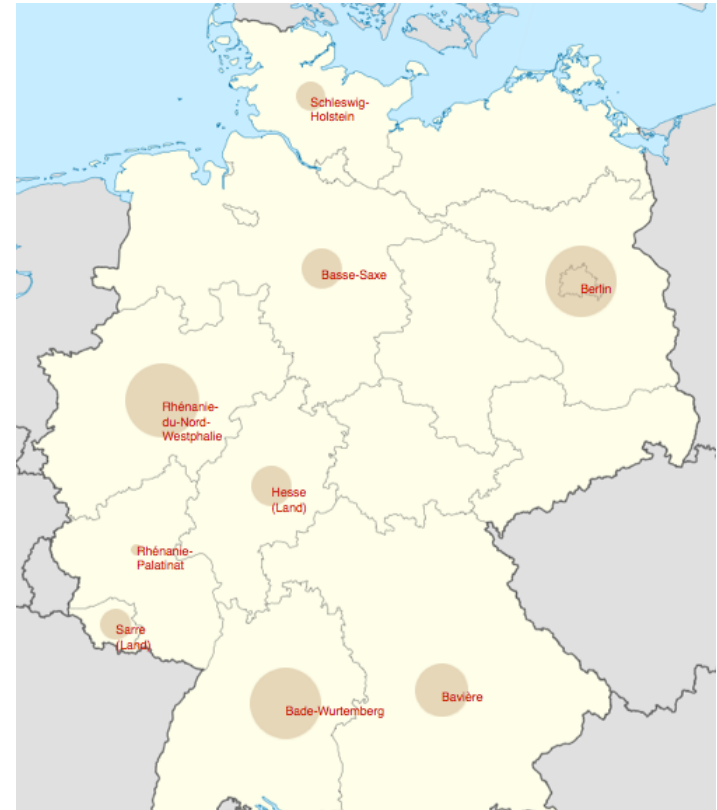 Schleswig-
Holstein
Basse-Saxe
Berlin
Rhénanie-
du-Nord-
Westphalie
Hesse
(Land)
Rhénanie-
Palatinat
Sarre
(Land)
Bade-Wurtemberg
Bavière